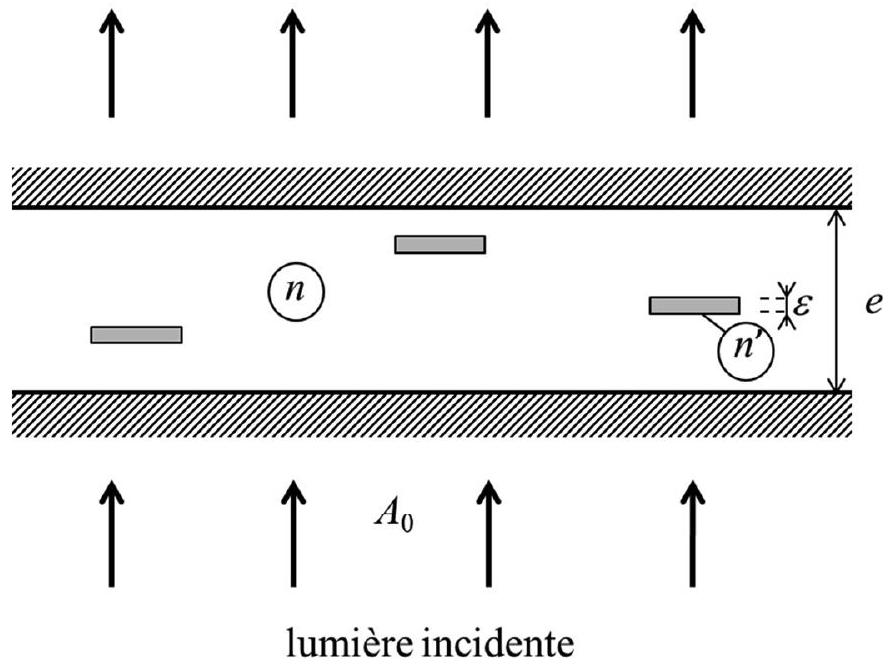 n
ε
e
n'
A0
lumière incidente